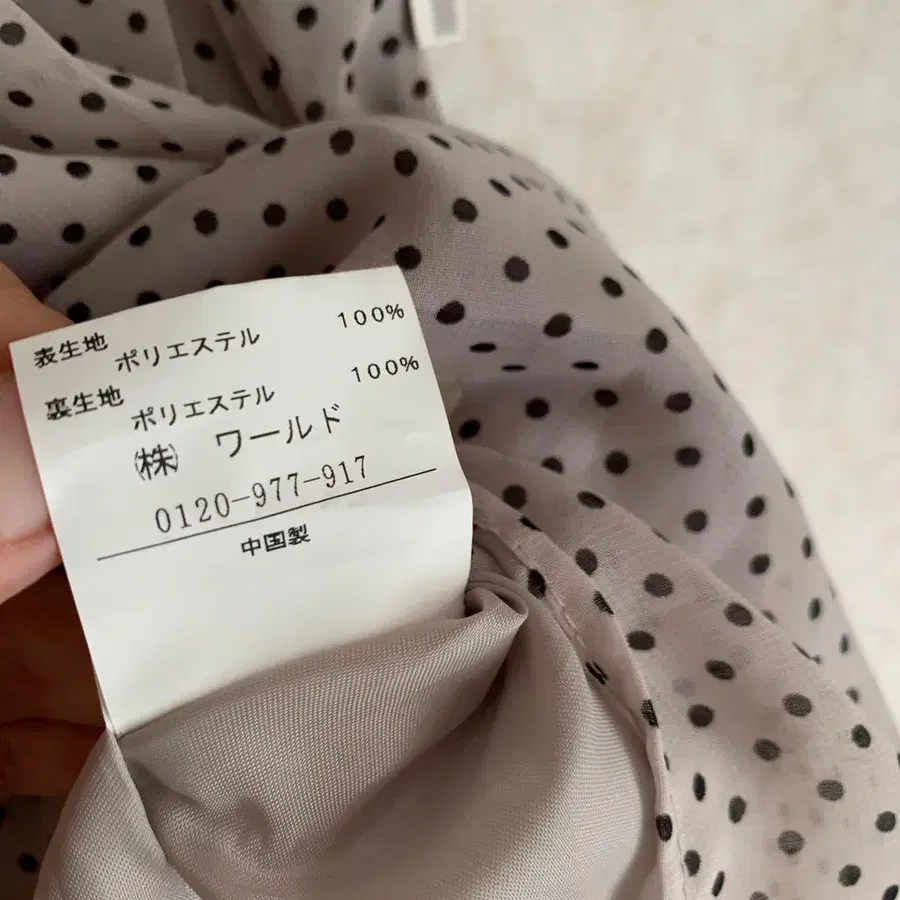 表生地 ポリエステル 100%
裏生地 ポリエステル 100%
㈱ ワールド
0120-977-917
中国製